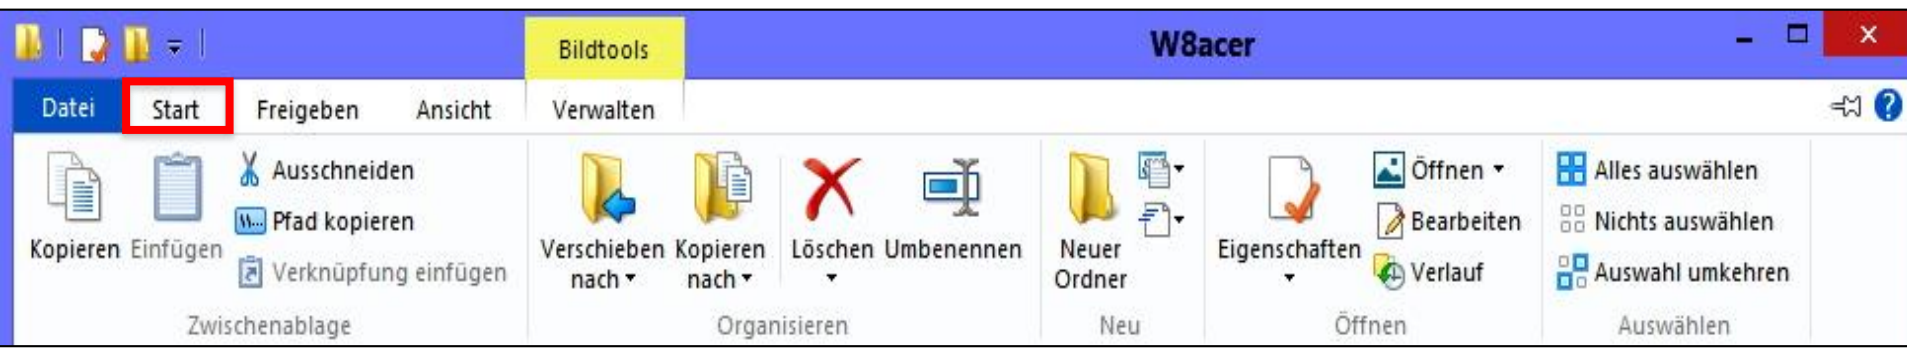 Bildtools
W8acer
Datei Start Freigeben Ansicht Verwalten
Kopieren
Einfügen
Ausschneiden
Pfad kopieren
Verknüpfung einfügen
Zwischenablage
Verschieben
nach
Kopieren
nach
Löschen
Umbenennen
Organisieren
Neuer
Ordner
Neu
Eigenschaften
Öffnen
Bearbeiten
Verlauf
Öffnen
Alles auswählen
Nichts auswählen
Auswahl umkehren
Auswählen